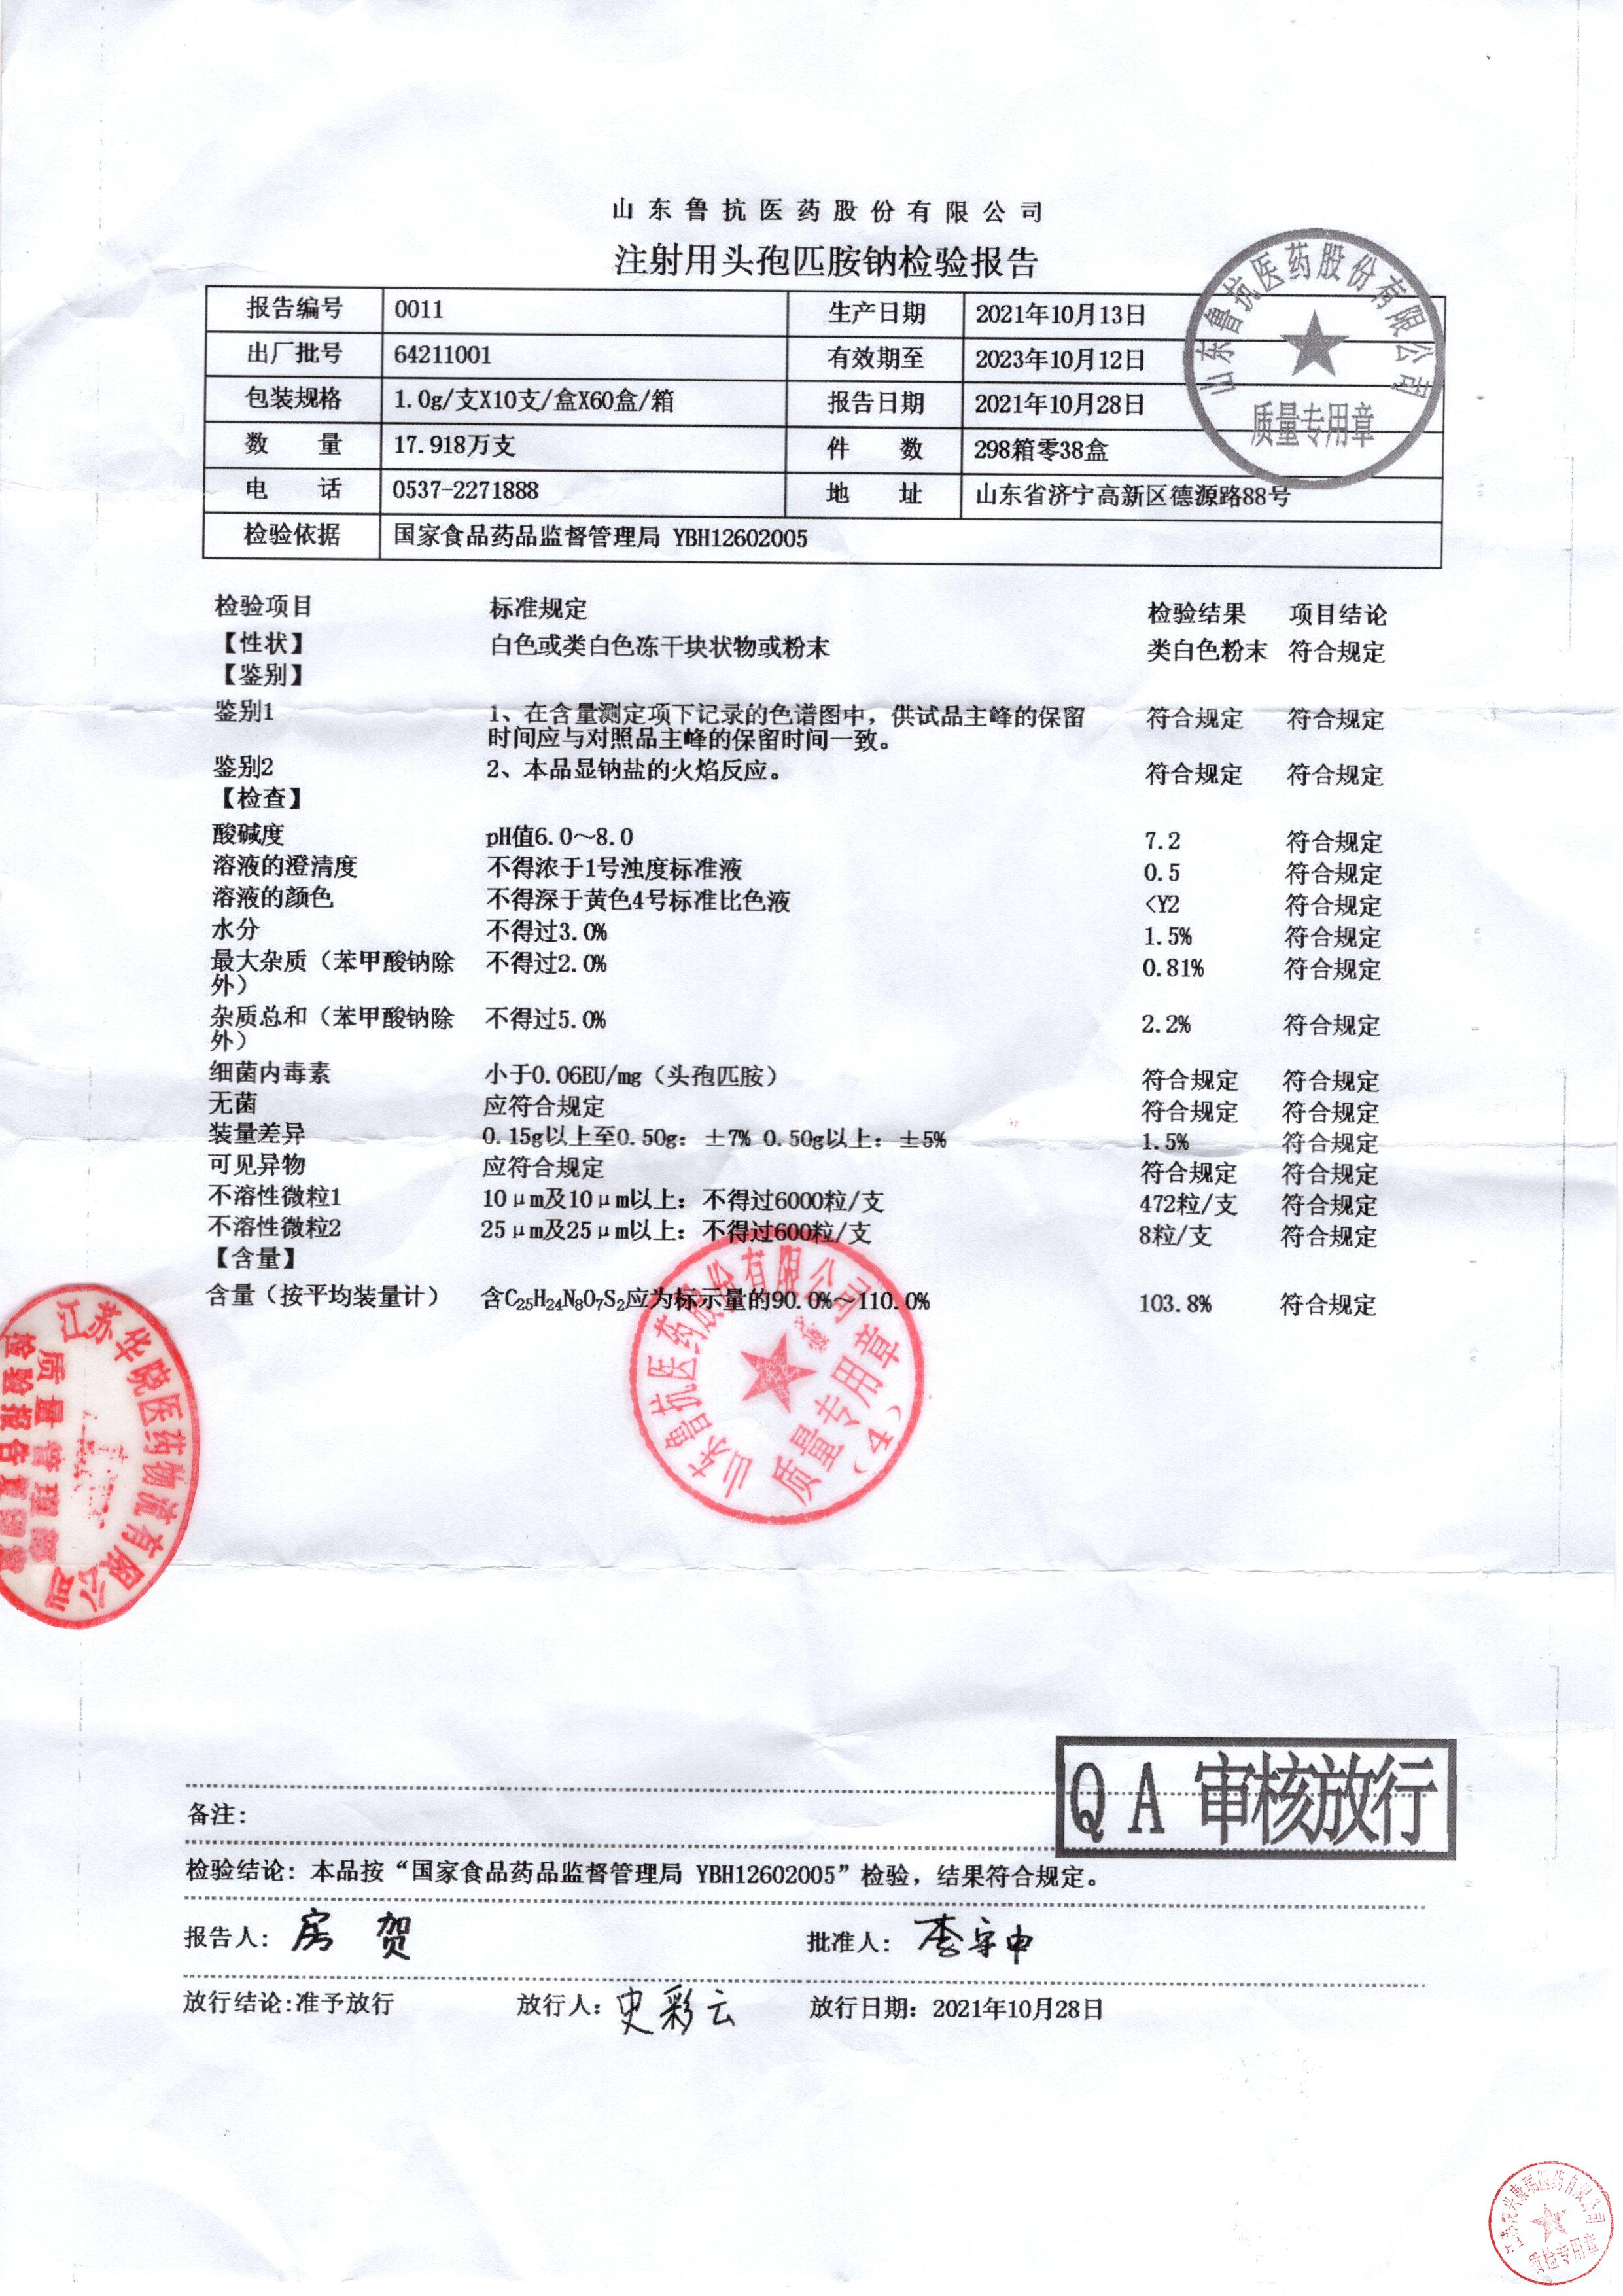 山东鲁抗医药股份有限公司
注射用头孢匹胺钠检验报告
报告编号 0011 生产日期 2021年10月13日
出厂批号 64211001 有效期至 2023年10月12日
包装规格 1.0g/支X10支/盒X60盒/箱 报告日期 2021年10月28日
数 量 17.918万支 件 数 298箱零38盒
电 话 0537-2271888 地 址 山东省济宁高新区德源路88号
检验依据 国家食品药品监督管理局 YBH12602005
山东鲁抗医药股份有限公司
质量专用章
检验项目 标准规定 检验结果 项目结论
【性状】 白色或类白色冻干块状物或粉末 类白色粉末 符合规定
【鉴别】
鉴别1 1、在含量测定项下记录的色谱图中，供试品主峰的保留 符合规定 符合规定
时间应与对照品主峰的保留时间一致。
鉴别2 2、本品显钠盐的火焰反应。 符合规定 符合规定
【检查】
酸碱度 pH值6.0～8.0 7.2 符合规定
溶液的澄清度 不得浓于1号浊度标准液 0.5 符合规定
溶液的颜色 不得深于黄色4号标准比色液 <Y2 符合规定
水分 不得过3.0% 1.5% 符合规定
最大杂质（苯甲酸钠除 不得过2.0% 0.81% 符合规定
外）
杂质总和（苯甲酸钠除 不得过5.0% 2.2% 符合规定
外）
细菌内毒素 小于0.06EU/mg（头孢匹胺） 符合规定 符合规定
无菌 应符合规定 符合规定 符合规定
装量差异 0.15g以上至0.50g：±7% 0.50g以上：±5% 1.5% 符合规定
可见异物 应符合规定 符合规定 符合规定
不溶性微粒1 10μm及10μm以上：不得过6000粒/支 472粒/支 符合规定
不溶性微粒2 25μm及25μm以上：不得过600粒/支 8粒/支 符合规定
【含量】
含量（按平均装量计） 含C₂₅H₂₄N₈O₇S₂应为标示量的90.0%～110.0% 103.8% 符合规定
山东鲁抗医药股份有限公司
质量专用章
（4）
江苏华晓医药物流有限公司
质量管理部
检验报告专用章
QA 审核放行
备注：
检验结论：本品按“国家食品药品监督管理局 YBH12602005”检验，结果符合规定。
报告人：房贺 批准人：李宇申
放行结论:准予放行 放行人：史彩云 放行日期：2021年10月28日
质检专用章